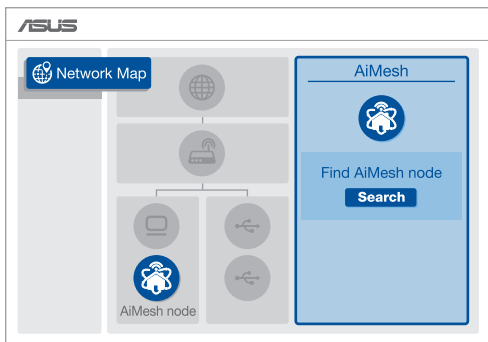 ASUS
Network Map
AiMesh
Find AiMesh node
Search
AiMesh node